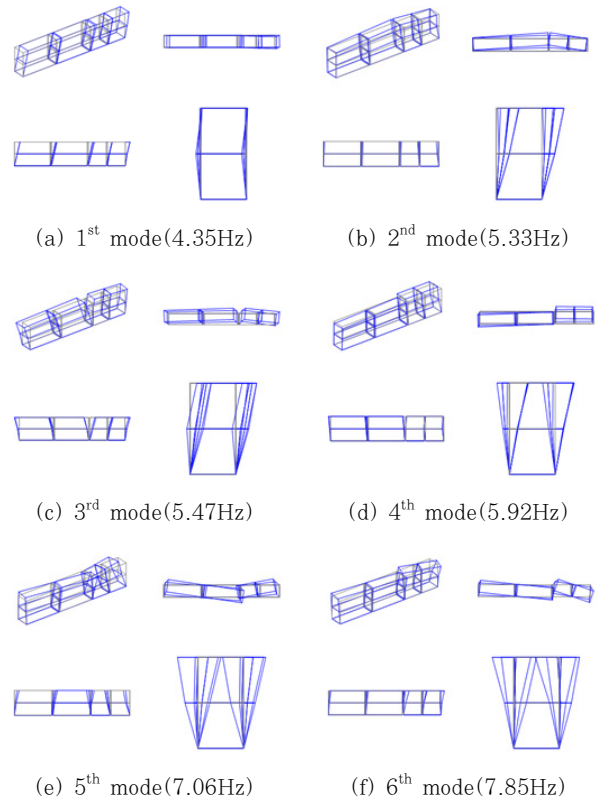 (a) 1st mode(4.35Hz)
(b) 2nd mode(5.33Hz)
(c) 3rd mode(5.47Hz)
(d) 4th mode(5.92Hz)
(e) 5th mode(7.06Hz)
(f) 6th mode(7.85Hz)